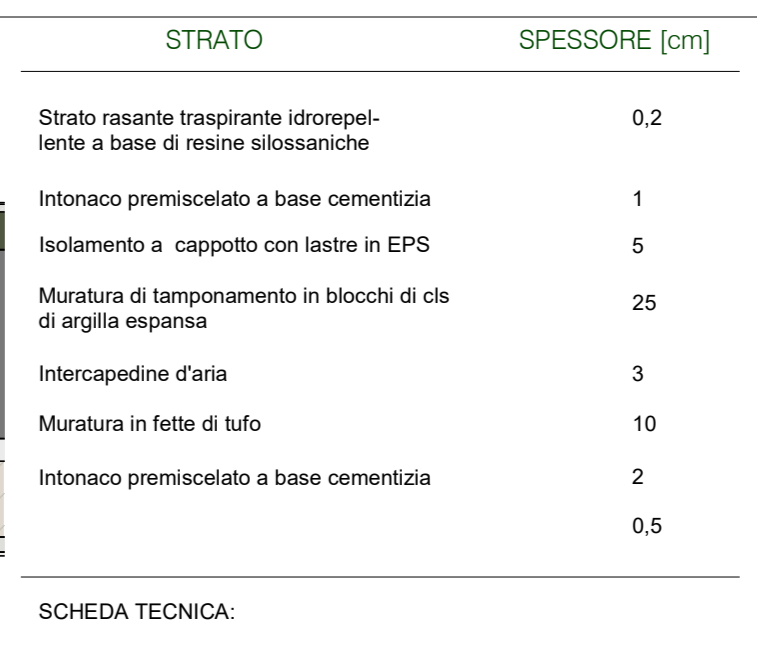 STRATO SPESSORE [cm]
Strato rasante traspirante idrorepel-
lente a base di resine silossaniche 0,2
Intonaco premiscelato a base cementizia 1
Isolamento a cappotto con lastre in EPS 5
Muratura di tamponamento in blocchi di cls
di argilla espansa 25
Intercapedine d'aria 3
Muratura in fette di tufo 10
Intonaco premiscelato a base cementizia 2
0,5
SCHEDA TECNICA: